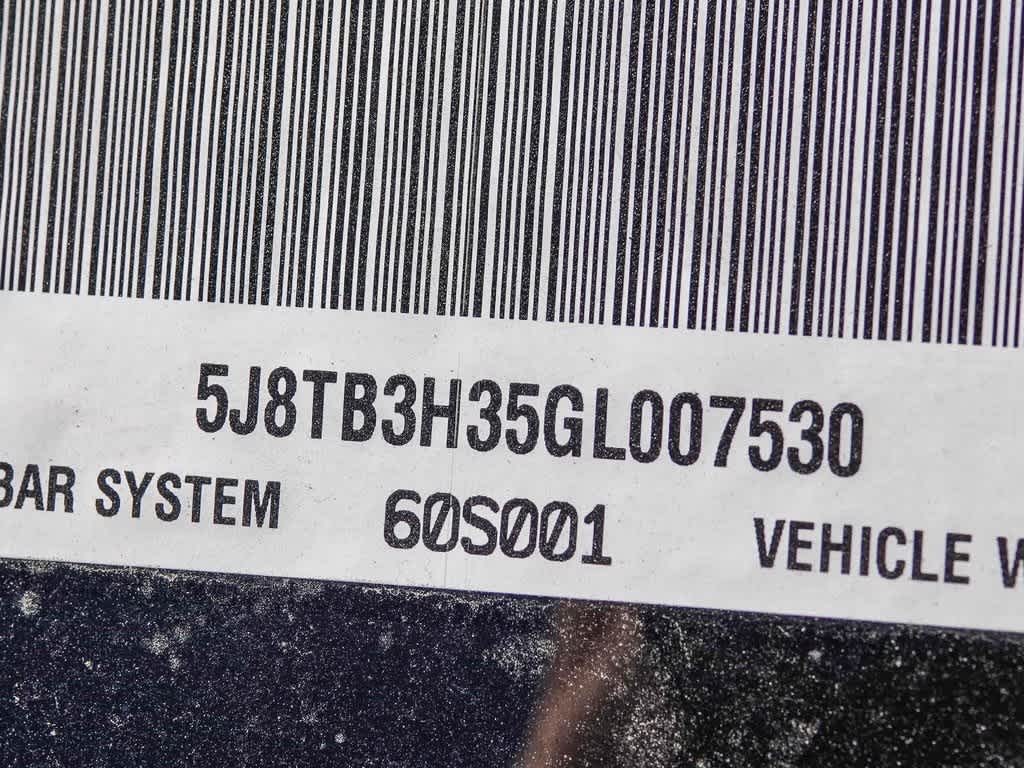 5J8TB3H35GL007530
BAR SYSTEM 60S001 VEHICLE